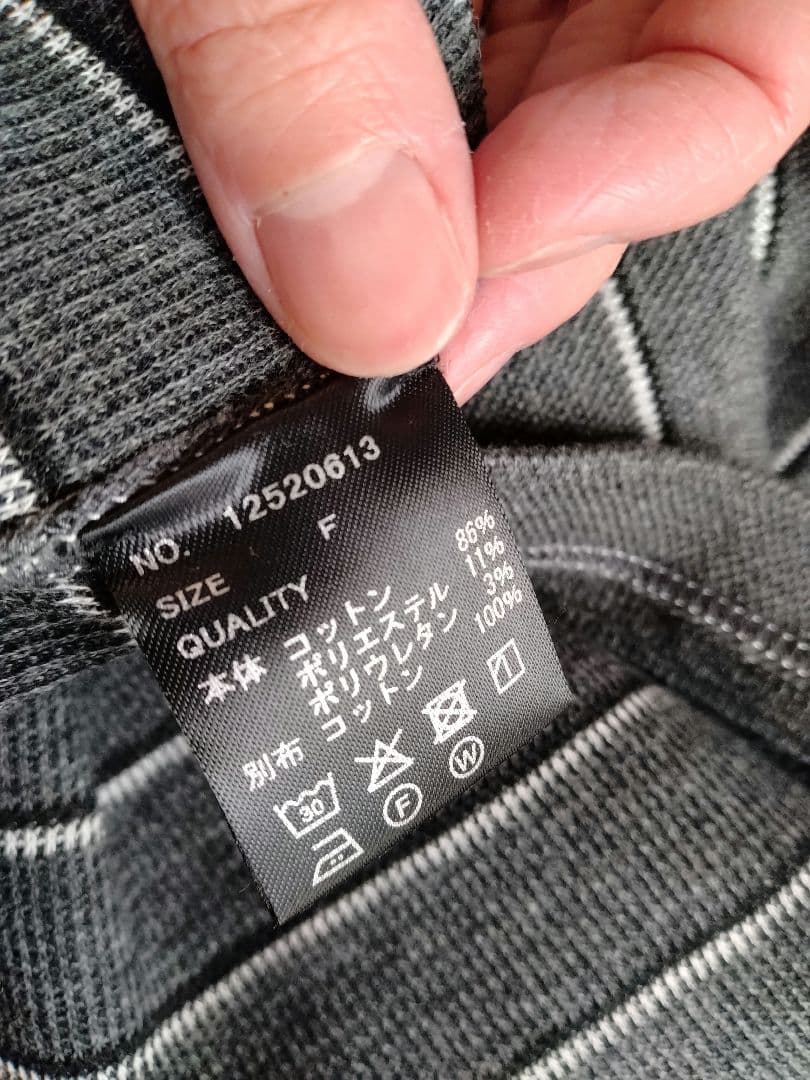 NO. 12520613
SIZE F
QUALITY
本体 コットン 86%
ポリエステル 11%
ポリウレタン 3%
別布 コットン 100%
30
F W